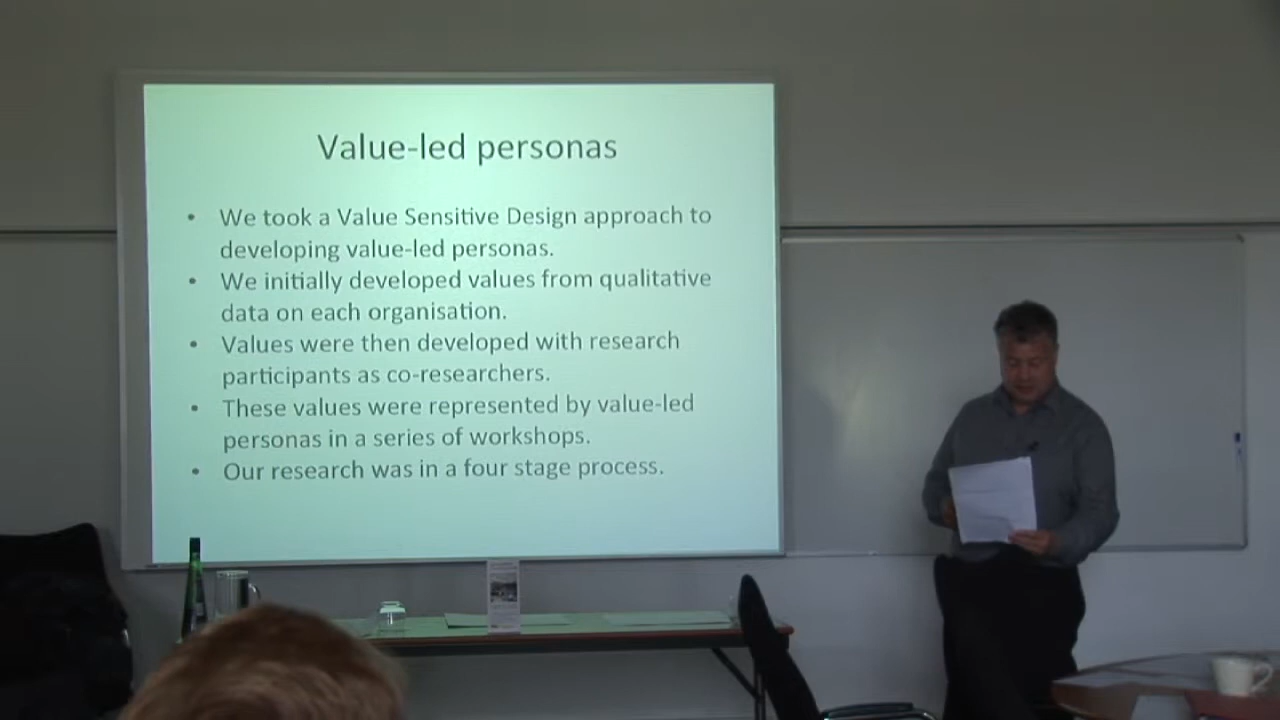 Value-led personas
• We took a Value Sensitive Design approach to
developing value-led personas.
• We initially developed values from qualitative
data on each organisation.
• Values were then developed with research
participants as co-researchers.
• These values were represented by value-led
personas in a series of workshops.
• Our research was in a four stage process.